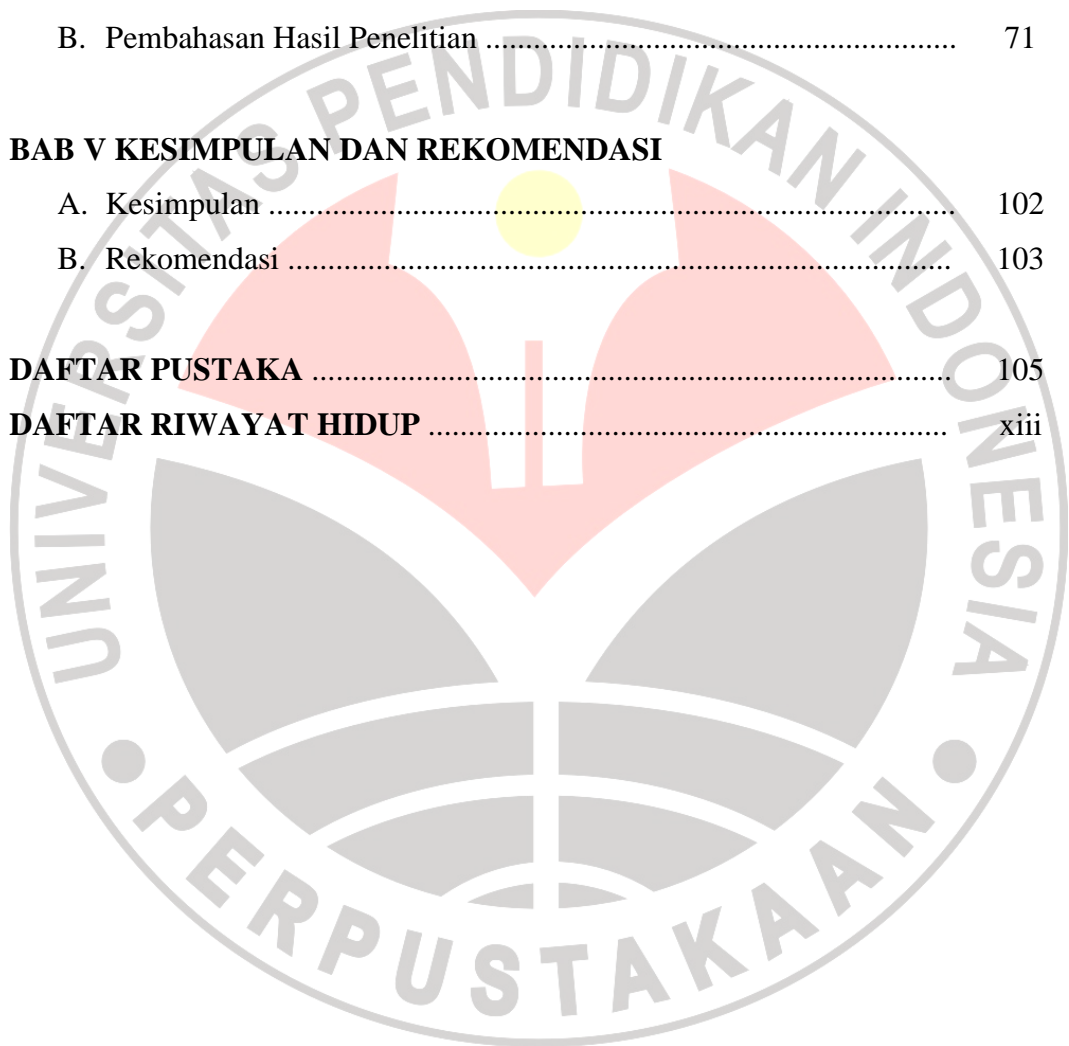 B. Pembahasan Hasil Penelitian ........................................................... 71
BAB V KESIMPULAN DAN REKOMENDASI
A. Kesimpulan ..................................................................................... 102
B. Rekomendasi .................................................................................. 103
DAFTAR PUSTAKA ............................................................................... 105
DAFTAR RIWAYAT HIDUP ................................................................ xiii
UNIVERSITAS PENDIDIKAN INDONESIA
PERPUSTAKAAN